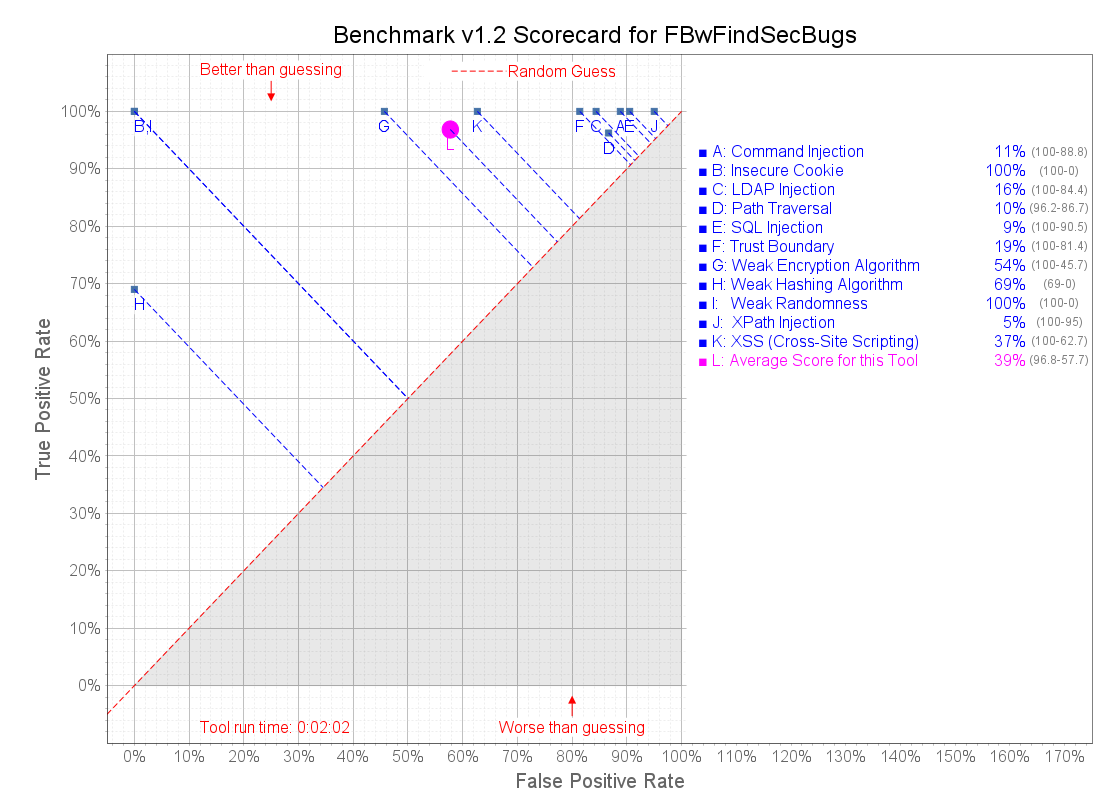 Benchmark v1.2 Scorecard for FBwFindSecBugs
Better than guessing
Random Guess
100%
90%
80%
70%
60%
50%
40%
30%
20%
10%
0%
True Positive Rate
B I
G
L
K
F
C
A
E
J
D
H
A: Command Injection 11% (100-88.8)
B: Insecure Cookie 100% (100-0)
C: LDAP Injection 16% (100-84.4)
D: Path Traversal 10% (96.2-86.7)
E: SQL Injection 9% (100-90.5)
F: Trust Boundary 19% (100-81.4)
G: Weak Encryption Algorithm 54% (100-45.7)
H: Weak Hashing Algorithm 69% (69-0)
I: Weak Randomness 100% (100-0)
J: XPath Injection 5% (100-95)
K: XSS (Cross-Site Scripting) 37% (100-62.7)
L: Average Score for this Tool 39% (96.8-57.7)
Tool run time: 0:02:02
Worse than guessing
0% 10% 20% 30% 40% 50% 60% 70% 80% 90% 100% 110% 120% 130% 140% 150% 160% 170%
False Positive Rate